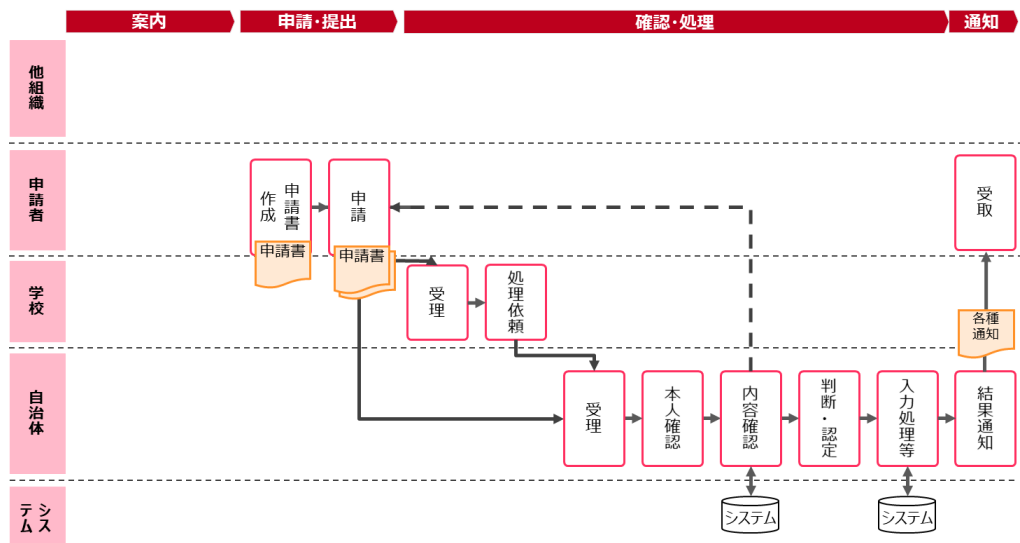 案内
申請・提出
確認・処理
通知
他組織
申請者
申請書
作成
申請書
申請
申請書
受取
学校
受理
処理依頼
各種
通知
自治体
受理
本人確認
内容確認
判断・認定
入力処理等
結果通知
シス
テム
システム
システム